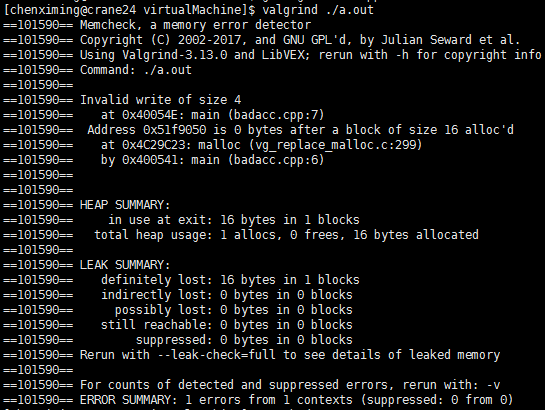 [chenximing@crane24 virtualMachine]$ valgrind ./a.out
==101590== Memcheck, a memory error detector
==101590== Copyright (C) 2002-2017, and GNU GPL'd, by Julian Seward et al.
==101590== Using Valgrind-3.13.0 and LibVEX; rerun with -h for copyright info
==101590== Command: ./a.out
==101590==
==101590== Invalid write of size 4
==101590==    at 0x40054E: main (badacc.cpp:7)
==101590==  Address 0x51f9050 is 0 bytes after a block of size 16 alloc'd
==101590==    at 0x4C29C23: malloc (vg_replace_malloc.c:299)
==101590==    by 0x400541: main (badacc.cpp:6)
==101590==
==101590==
==101590== HEAP SUMMARY:
==101590==     in use at exit: 16 bytes in 1 blocks
==101590==   total heap usage: 1 allocs, 0 frees, 16 bytes allocated
==101590==
==101590== LEAK SUMMARY:
==101590==    definitely lost: 16 bytes in 1 blocks
==101590==    indirectly lost: 0 bytes in 0 blocks
==101590==      possibly lost: 0 bytes in 0 blocks
==101590==    still reachable: 0 bytes in 0 blocks
==101590==         suppressed: 0 bytes in 0 blocks
==101590== Rerun with --leak-check=full to see details of leaked memory
==101590==
==101590== For counts of detected and suppressed errors, rerun with: -v
==101590== ERROR SUMMARY: 1 errors from 1 contexts (suppressed: 0 from 0)